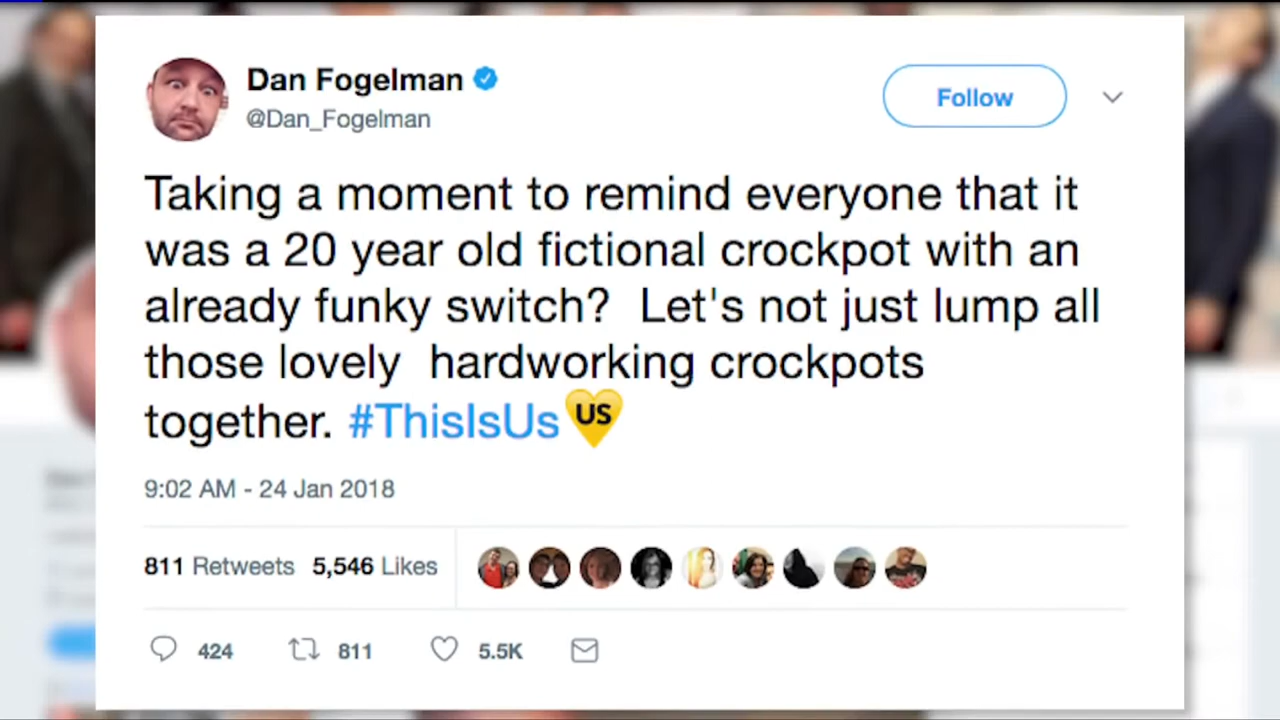 Dan Fogelman
@Dan_Fogelman
Follow
Taking a moment to remind everyone that it
was a 20 year old fictional crockpot with an
already funky switch?  Let's not just lump all
those lovely  hardworking crockpots
together. #ThisIsUs US
9:02 AM - 24 Jan 2018
811 Retweets 5,546 Likes
424 811 5.5K